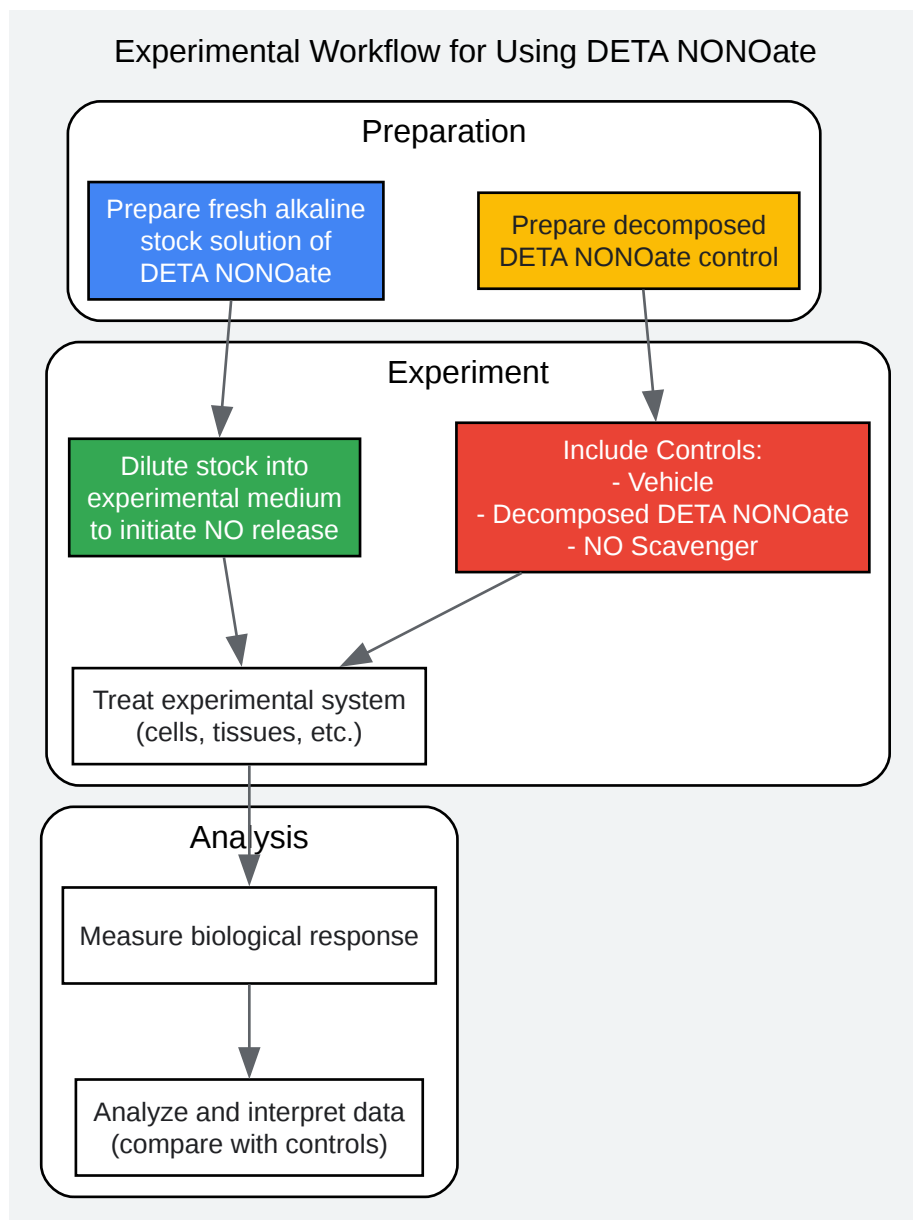 Experimental Workflow for Using DETA NONOate
Preparation
Prepare fresh alkaline
stock solution of
DETA NONOate
Prepare decomposed
DETA NONOate control
Experiment
Dilute stock into
experimental medium
to initiate NO release
Include Controls:
- Vehicle
- Decomposed DETA NONOate
- NO Scavenger
Treat experimental system
(cells, tissues, etc.)
Analysis
Measure biological response
Analyze and interpret data
(compare with controls)